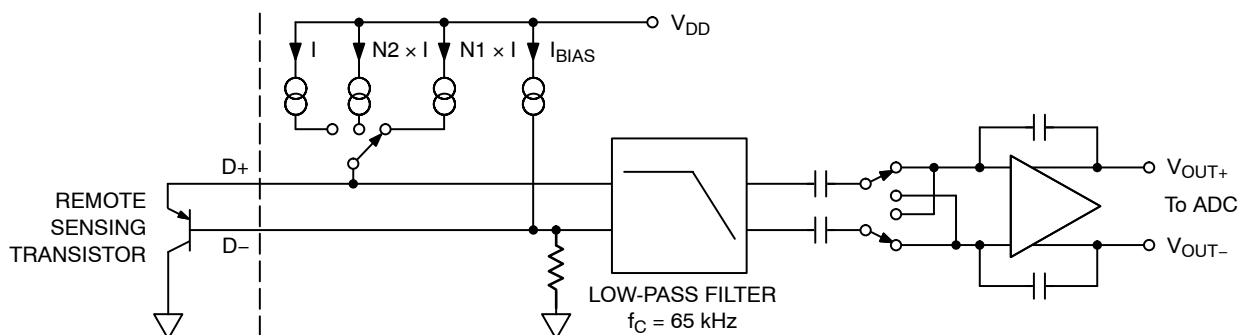 V_DD
I
N2 × I
N1 × I
I_BIAS
D+
REMOTE
SENSING
TRANSISTOR
D−
V_OUT+
To ADC
V_OUT−
LOW-PASS FILTER
f_C = 65 kHz